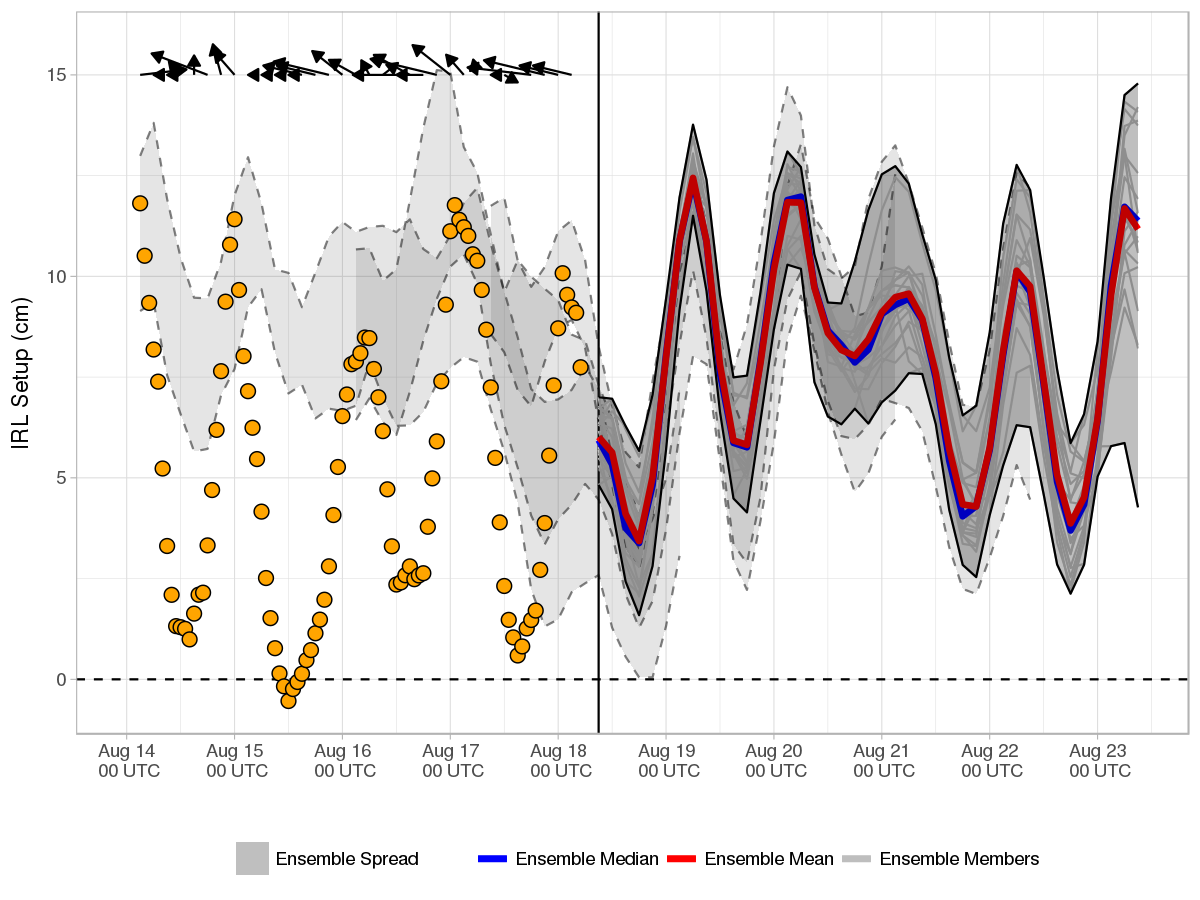 IRL Setup (cm)
15
10
5
0
Aug 14 Aug 15 Aug 16 Aug 17 Aug 18 Aug 19 Aug 20 Aug 21 Aug 22 Aug 23
00 UTC 00 UTC 00 UTC 00 UTC 00 UTC 00 UTC 00 UTC 00 UTC 00 UTC 00 UTC
Ensemble Spread Ensemble Median Ensemble Mean Ensemble Members